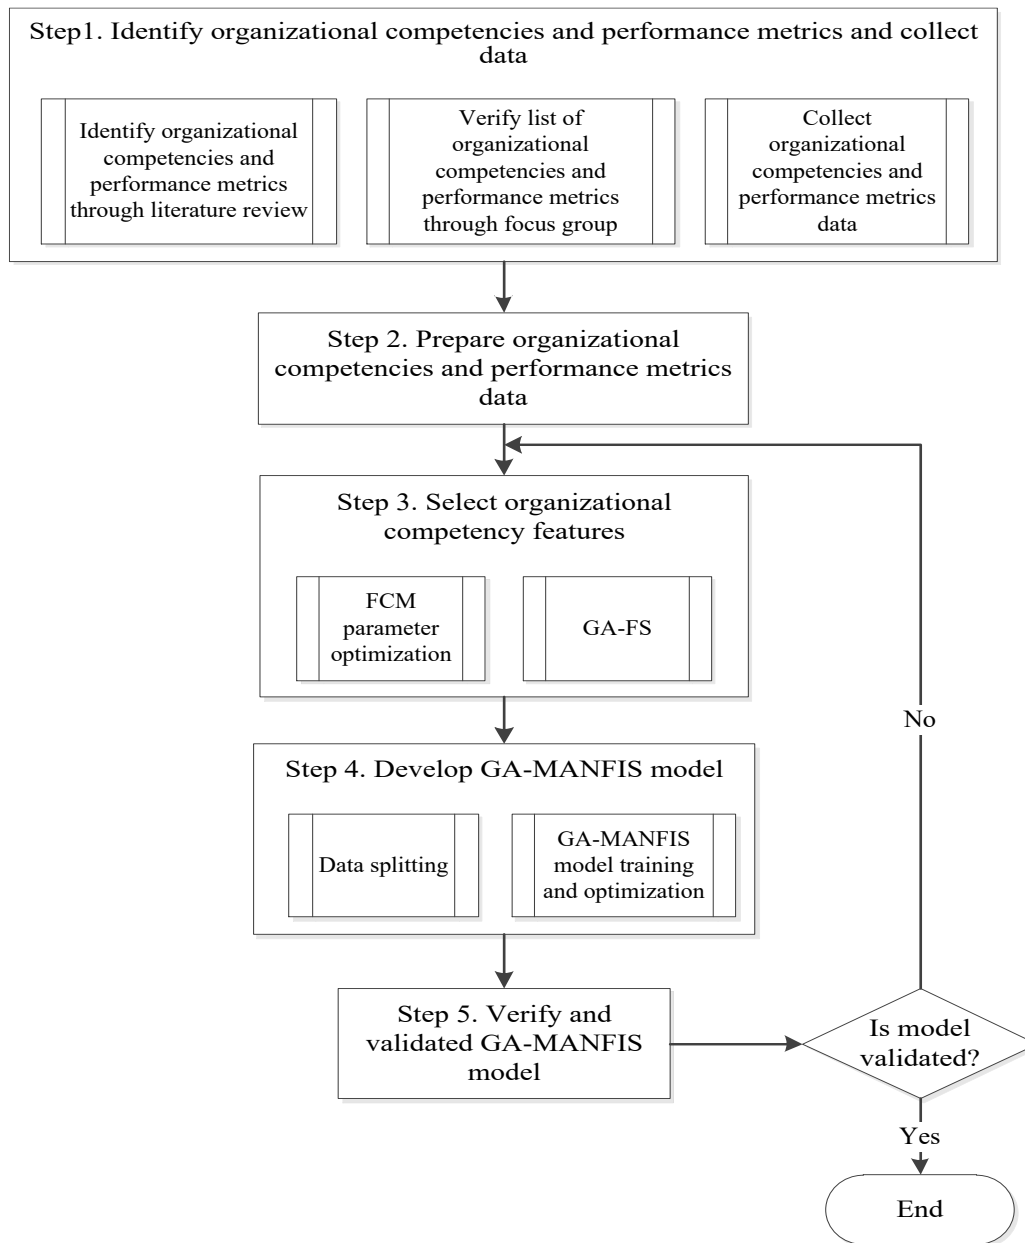 Step1. Identify organizational competencies and performance metrics and collect
data
Identify organizational
competencies and
performance metrics
through literature review
Verify list of
organizational
competencies and
performance metrics
through focus group
Collect
organizational
competencies and
performance metrics
data
Step 2. Prepare organizational
competencies and performance metrics
data
Step 3. Select organizational
competency features
FCM
parameter
optimization
GA-FS
Step 4. Develop GA-MANFIS model
Data splitting
GA-MANFIS
model training
and optimization
Step 5. Verify and
validated GA-MANFIS
model
Is model
validated?
No
Yes
End